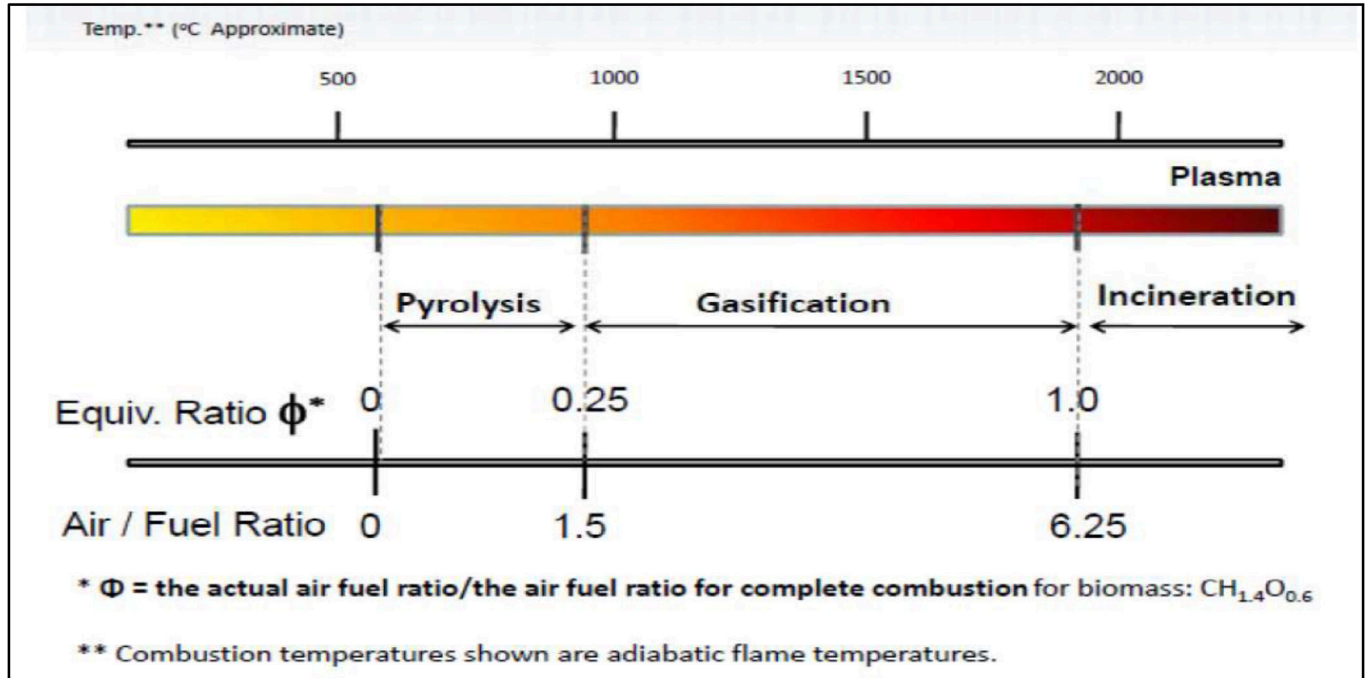 Temp.** (ºC Approximate)
500 1000 1500 2000
Plasma
Pyrolysis Gasification Incineration
Equiv. Ratio ϕ* 0 0.25 1.0
Air / Fuel Ratio 0 1.5 6.25
* Φ = the actual air fuel ratio/the air fuel ratio for complete combustion for biomass: CH₁.₄O₀.₆
** Combustion temperatures shown are adiabatic flame temperatures.